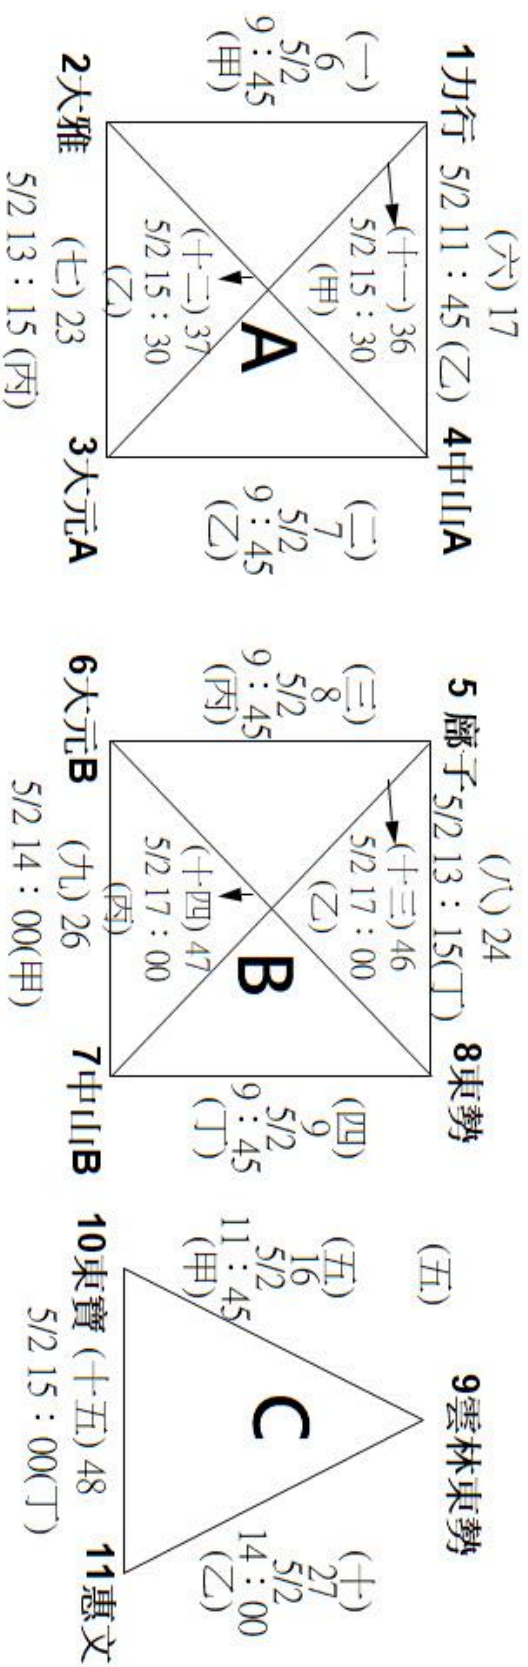 (六) 17
1力行 5/2 11：45 (乙) 4中山A
(一)
6
5/2
9：45
(甲)
(十一) 36
5/2 15：30
(甲)
A
(十二) 37
5/2 15：30
(乙)
(二)
7
5/2
9：45
(乙)
2大雅
(七) 23
3大元A
5/2 13：15 (丙)
(八) 24
5 廍子 5/2 13：15(丁) 8東勢
(三)
8
5/2
9：45
(丙)
(十三) 46
5/2 17：00
(乙)
B
(十四) 47
5/2 17：00
(丙)
(四)
9
5/2
9：45
(丁)
6大元B
(九) 26
7中山B
5/2 14：00(甲)
(五)
9雲林東勢
(五)
16
5/2
11：45
(甲)
C
(十)
27
5/2
14：00
(乙)
10東寶 (十五) 48 11惠文
5/2 15：00(丁)